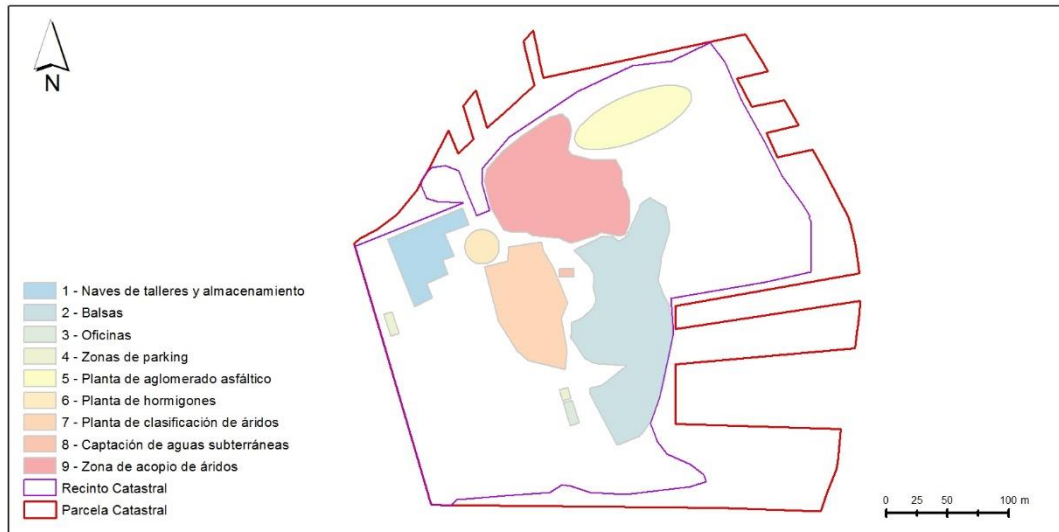 N
1 - Naves de talleres y almacenamiento
2 - Balsas
3 - Oficinas
4 - Zonas de parking
5 - Planta de aglomerado asfáltico
6 - Planta de hormigones
7 - Planta de clasificación de áridos
8 - Captación de aguas subterráneas
9 - Zona de acopio de áridos
Recinto Catastral
Parcela Catastral
0 25 50 100 m